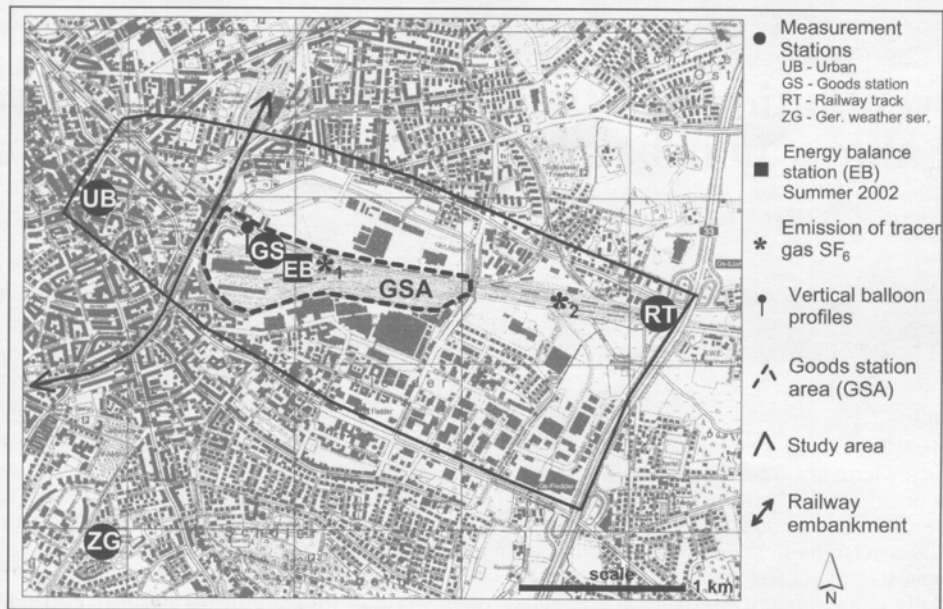 UB
GS
EB
*1
GSA
*2
RT
ZG
scale
1 km
Measurement
Stations
UB - Urban
GS - Goods station
RT - Railway track
ZG - Ger. weather ser.
Energy balance
station (EB)
Summer 2002
Emission of tracer
gas SF6
Vertical balloon
profiles
Goods station
area (GSA)
Study area
Railway
embankment
N